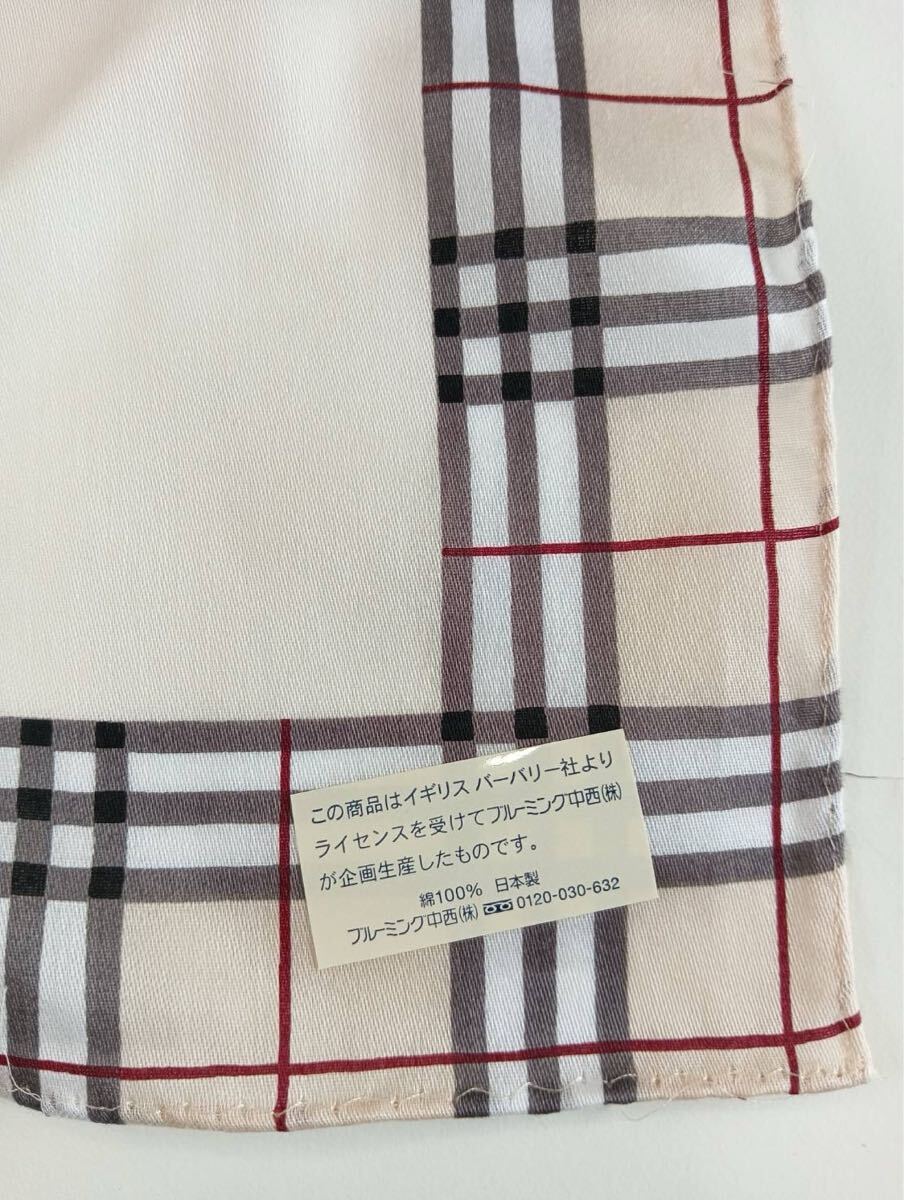 この商品はイギリス バーバリー社より
ライセンスを受けてブルーミング中西(株)
が企画生産したものです。
綿100% 日本製
ブルーミング中西(株) 0120-030-632